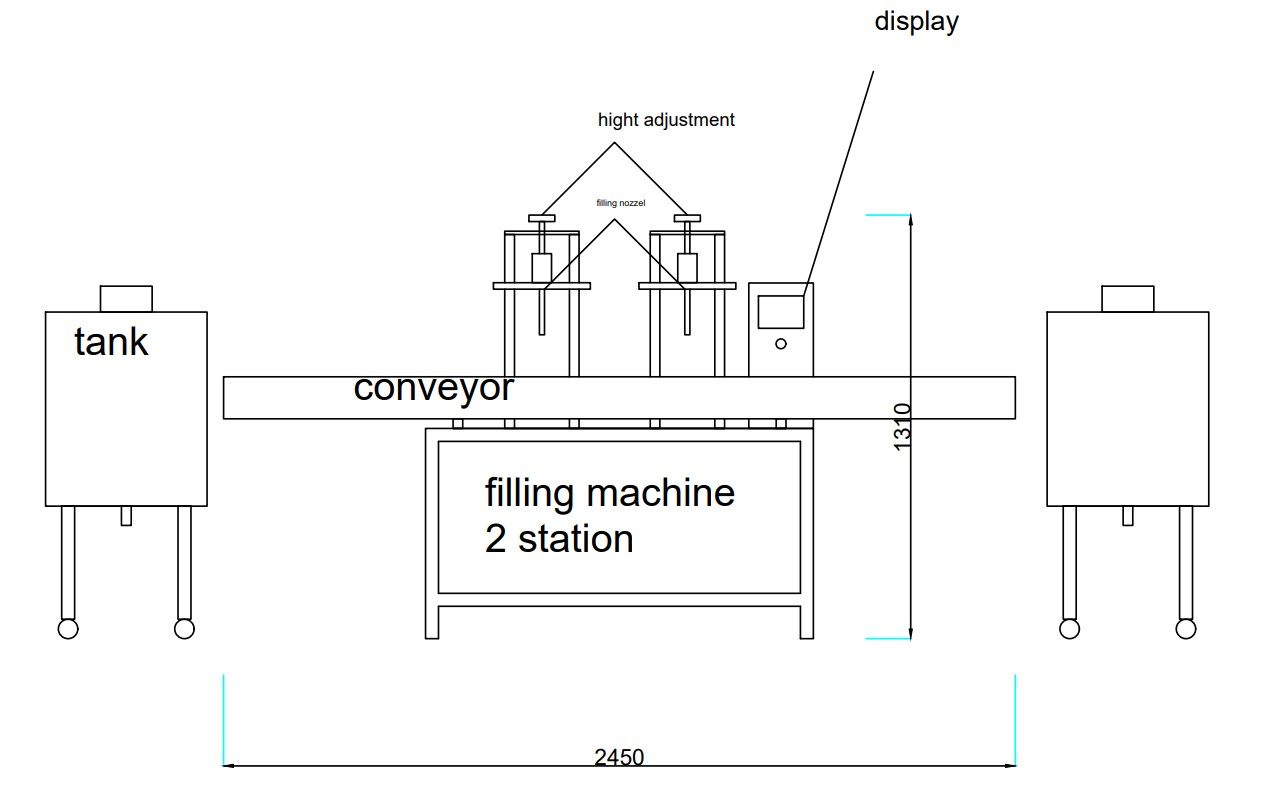 display
hight adjustment
filling nozzel
tank
conveyor
1310
filling machine
2 station
2450